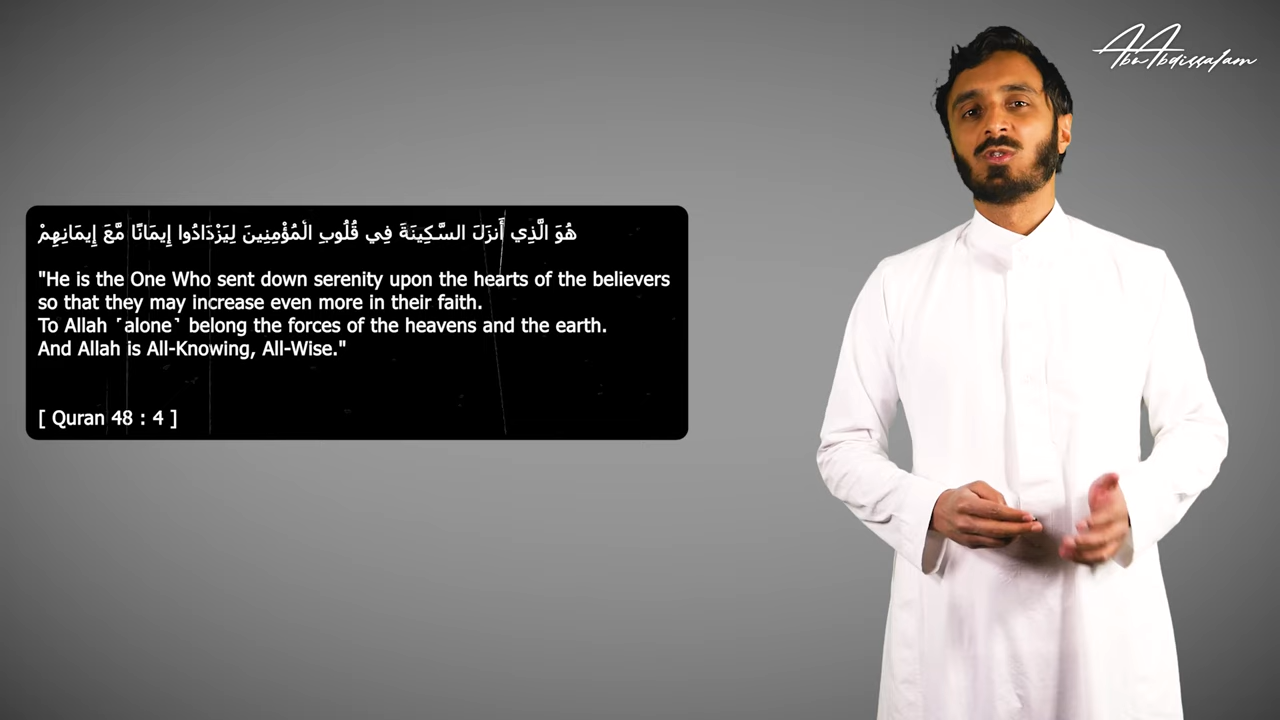 AbuAbdissalam
هُوَ الَّذِي أَنزَلَ السَّكِينَةَ فِي قُلُوبِ الْمُؤْمِنِينَ لِيَزْدَادُوا إِيمَانًا مَّعَ إِيمَانِهِمْ
"He is the One Who sent down serenity upon the hearts of the believers
so that they may increase even more in their faith.
To Allah ˹alone˺ belong the forces of the heavens and the earth.
And Allah is All-Knowing, All-Wise."
[ Quran 48 : 4 ]